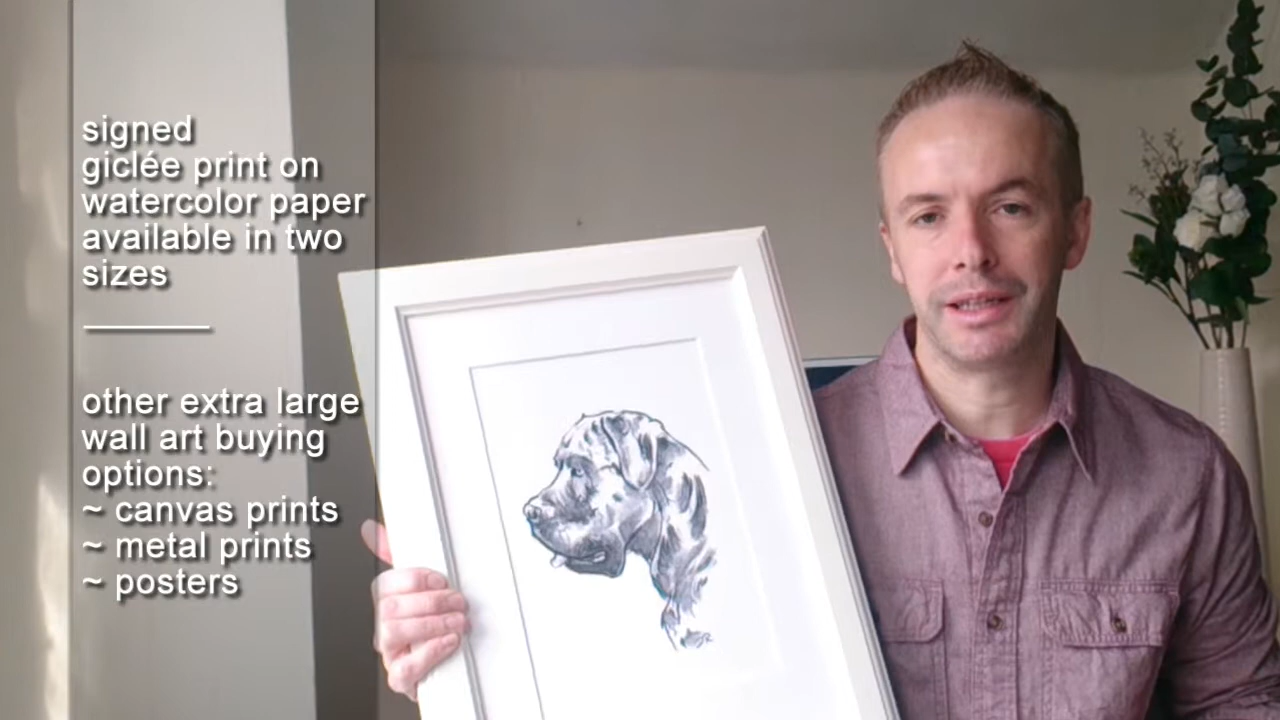 signed
giclée print on
watercolor paper
available in two
sizes
other extra large
wall art buying
options:
~ canvas prints
~ metal prints
~ posters